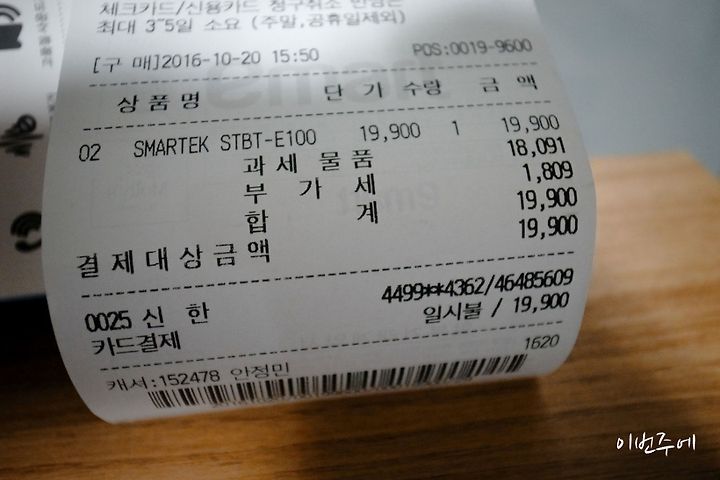 체크카드/신용카드 청구취소 반영은
최대 3~5일 소요 (주말,공휴일제외)
[구 매]2016-10-20 15:50 POS:0019-9600
상품명 단가 수량 금액
02 SMARTEK STBT-E100 19,900 1 19,900
과세 물품 18,091
부 가 세 1,809
합 계 19,900
결제대상금액 19,900
0025 신 한 4499**4362/46485609
카드결제 일시불 / 19,900
1620
캐셔:152478 안정민
이번주에